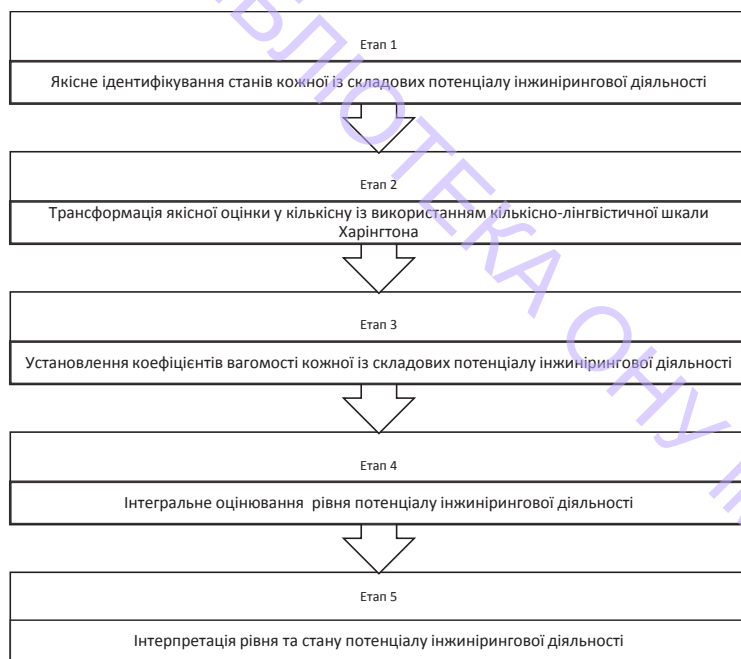 Етап 1
Якісне ідентифікування станів кожної із складових потенціалу інжинірингової діяльності
Етап 2
Трансформація якісної оцінки у кількісну із використанням кількісно-лінгвістичної шкали
Харінгтона
Етап 3
Установлення коефіцієнтів вагомості кожної із складових потенціалу інжинірингової діяльності
Етап 4
Інтегральне оцінювання рівня потенціалу інжинірингової діяльності
Етап 5
Інтерпретація рівня та стану потенціалу інжинірингової діяльності
БЛІОТЕКА ОНУ